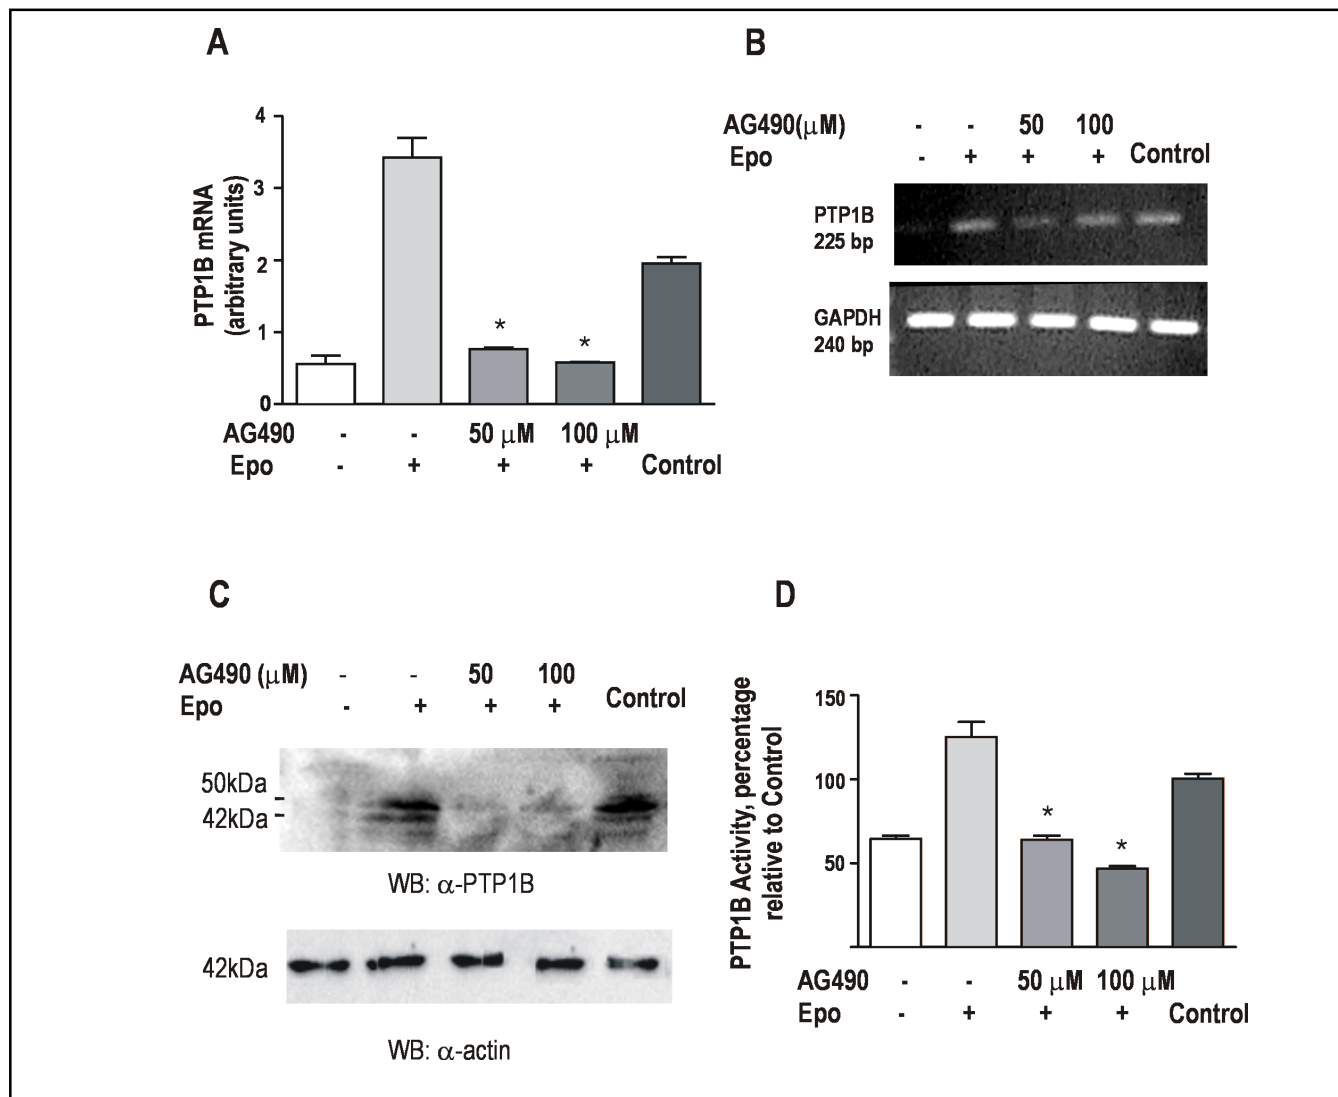 A
PTP1B mRNA
(arbitrary units)
4
3
2
1
0
*
*
AG490 - - 50 μM 100 μM
Epo - + + + Control
B
AG490(μM) - - 50 100
Epo - + + + Control
PTP1B
225 bp
GAPDH
240 bp
C
AG490 (μM) - - 50 100
Epo - + + + Control
50kDa
42kDa
WB: α-PTP1B
42kDa
WB: α-actin
D
PTP1B Activity, percentage
relative to Control
150
100
50
*
*
AG490 - - 50 μM 100 μM
Epo - + + + Control